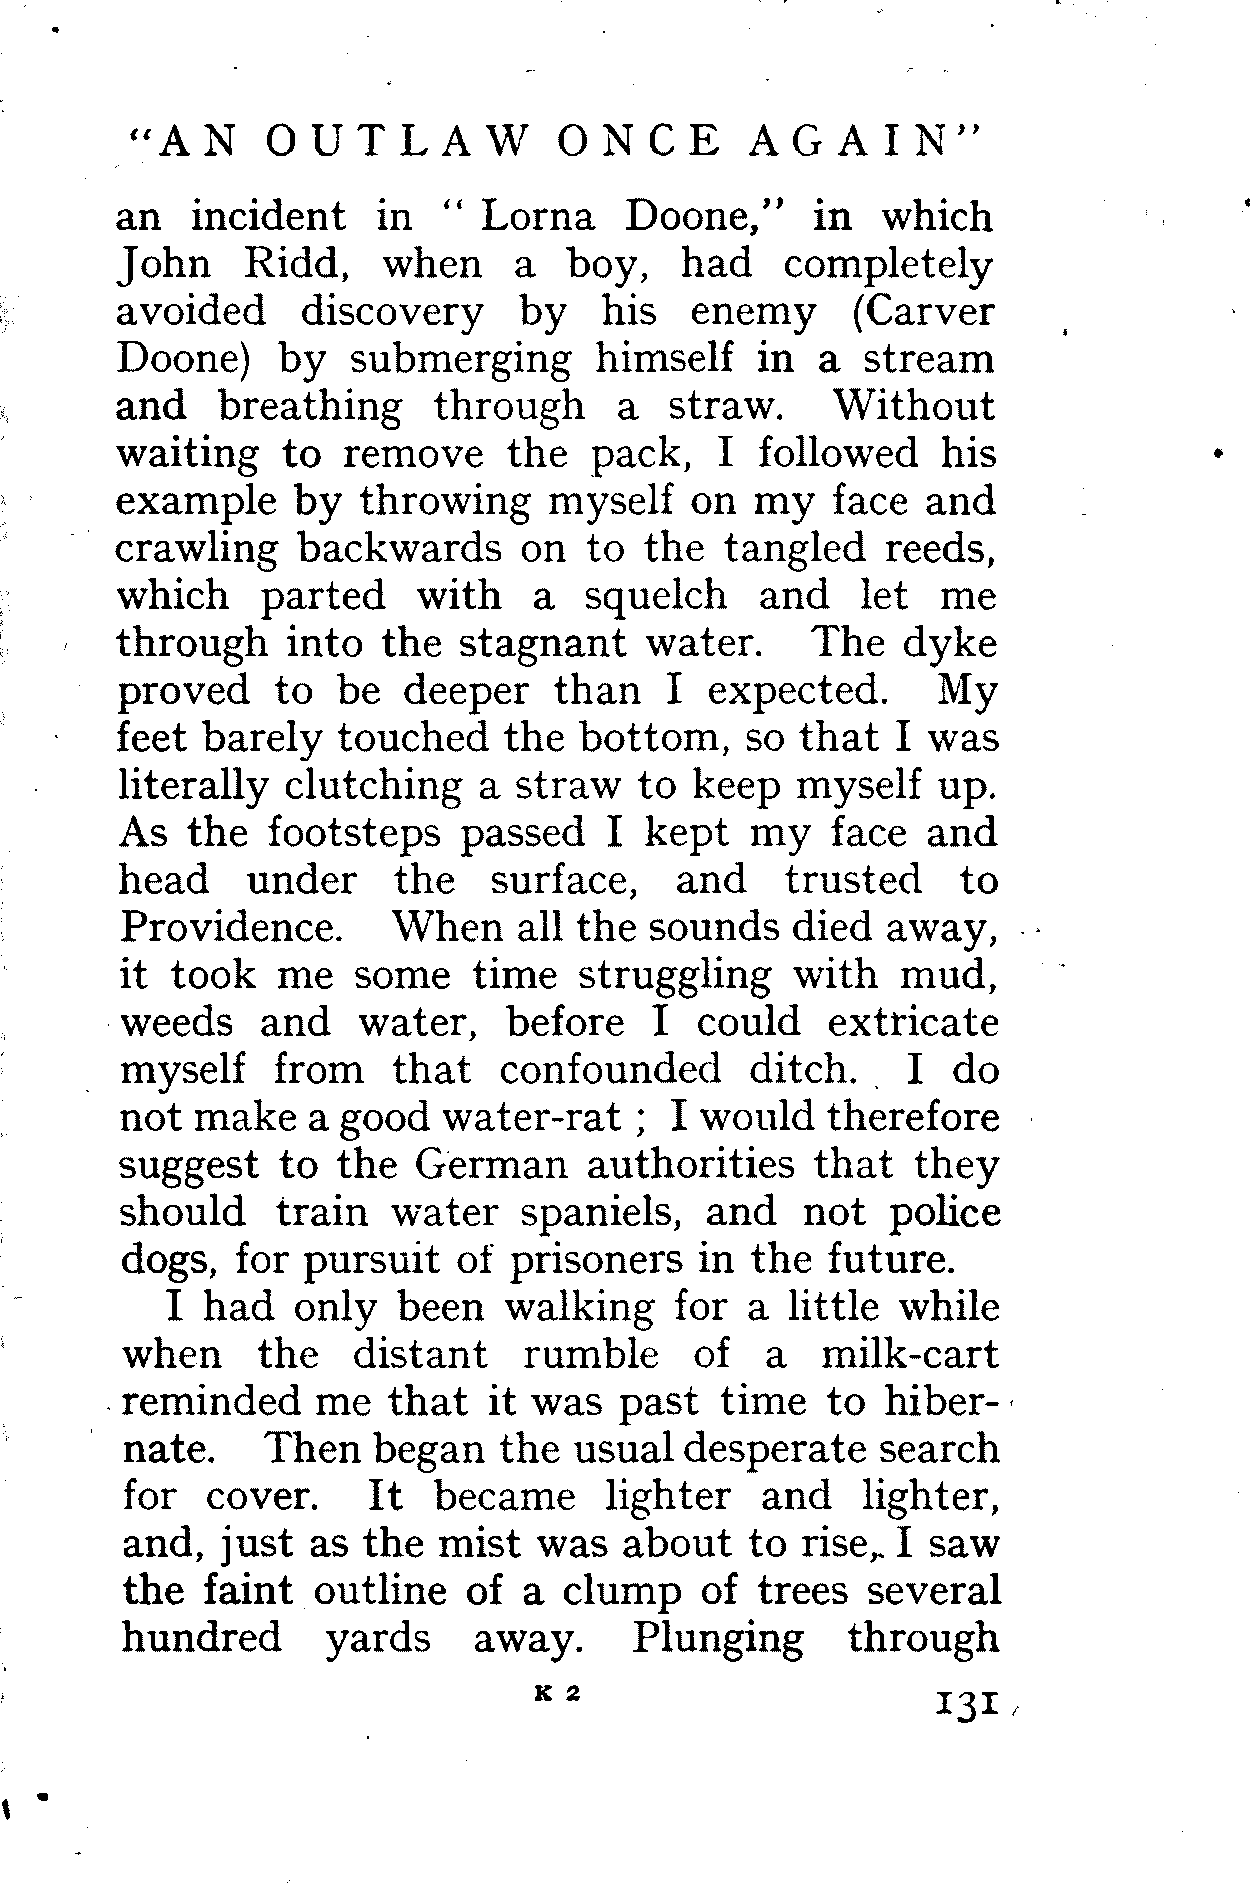 “AN OUTLAW ONCE AGAIN”
an incident in “ Lorna Doone,” in which
John Ridd, when a boy, had completely
avoided discovery by his enemy (Carver
Doone) by submerging himself in a stream
and breathing through a straw. Without
waiting to remove the pack, I followed his
example by throwing myself on my face and
crawling backwards on to the tangled reeds,
which parted with a squelch and let me
through into the stagnant water. The dyke
proved to be deeper than I expected. My
feet barely touched the bottom, so that I was
literally clutching a straw to keep myself up.
As the footsteps passed I kept my face and
head under the surface, and trusted to
Providence. When all the sounds died away,
it took me some time struggling with mud,
weeds and water, before I could extricate
myself from that confounded ditch. I do
not make a good water-rat ; I would therefore
suggest to the German authorities that they
should train water spaniels, and not police
dogs, for pursuit of prisoners in the future.
I had only been walking for a little while
when the distant rumble of a milk-cart
reminded me that it was past time to hiber-
nate. Then began the usual desperate search
for cover. It became lighter and lighter,
and, just as the mist was about to rise, I saw
the faint outline of a clump of trees several
hundred yards away. Plunging through
K 2
131